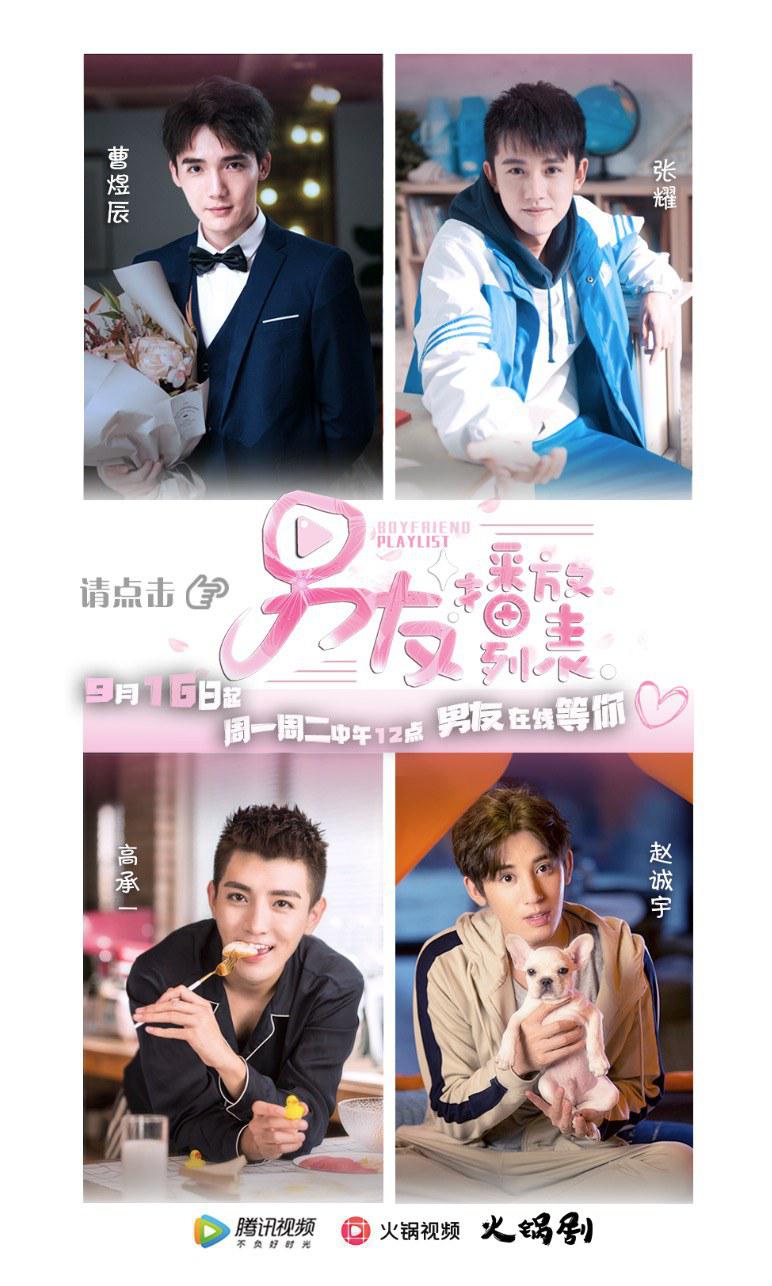 曹煜辰
张耀
BOYFRIEND
PLAYLIST
男友播放
列表
请点击
9月16日起
周一周二中午12点 男友在线等你
高承一
赵诚宇
腾讯视频
不负好时光
火锅视频
火锅剧